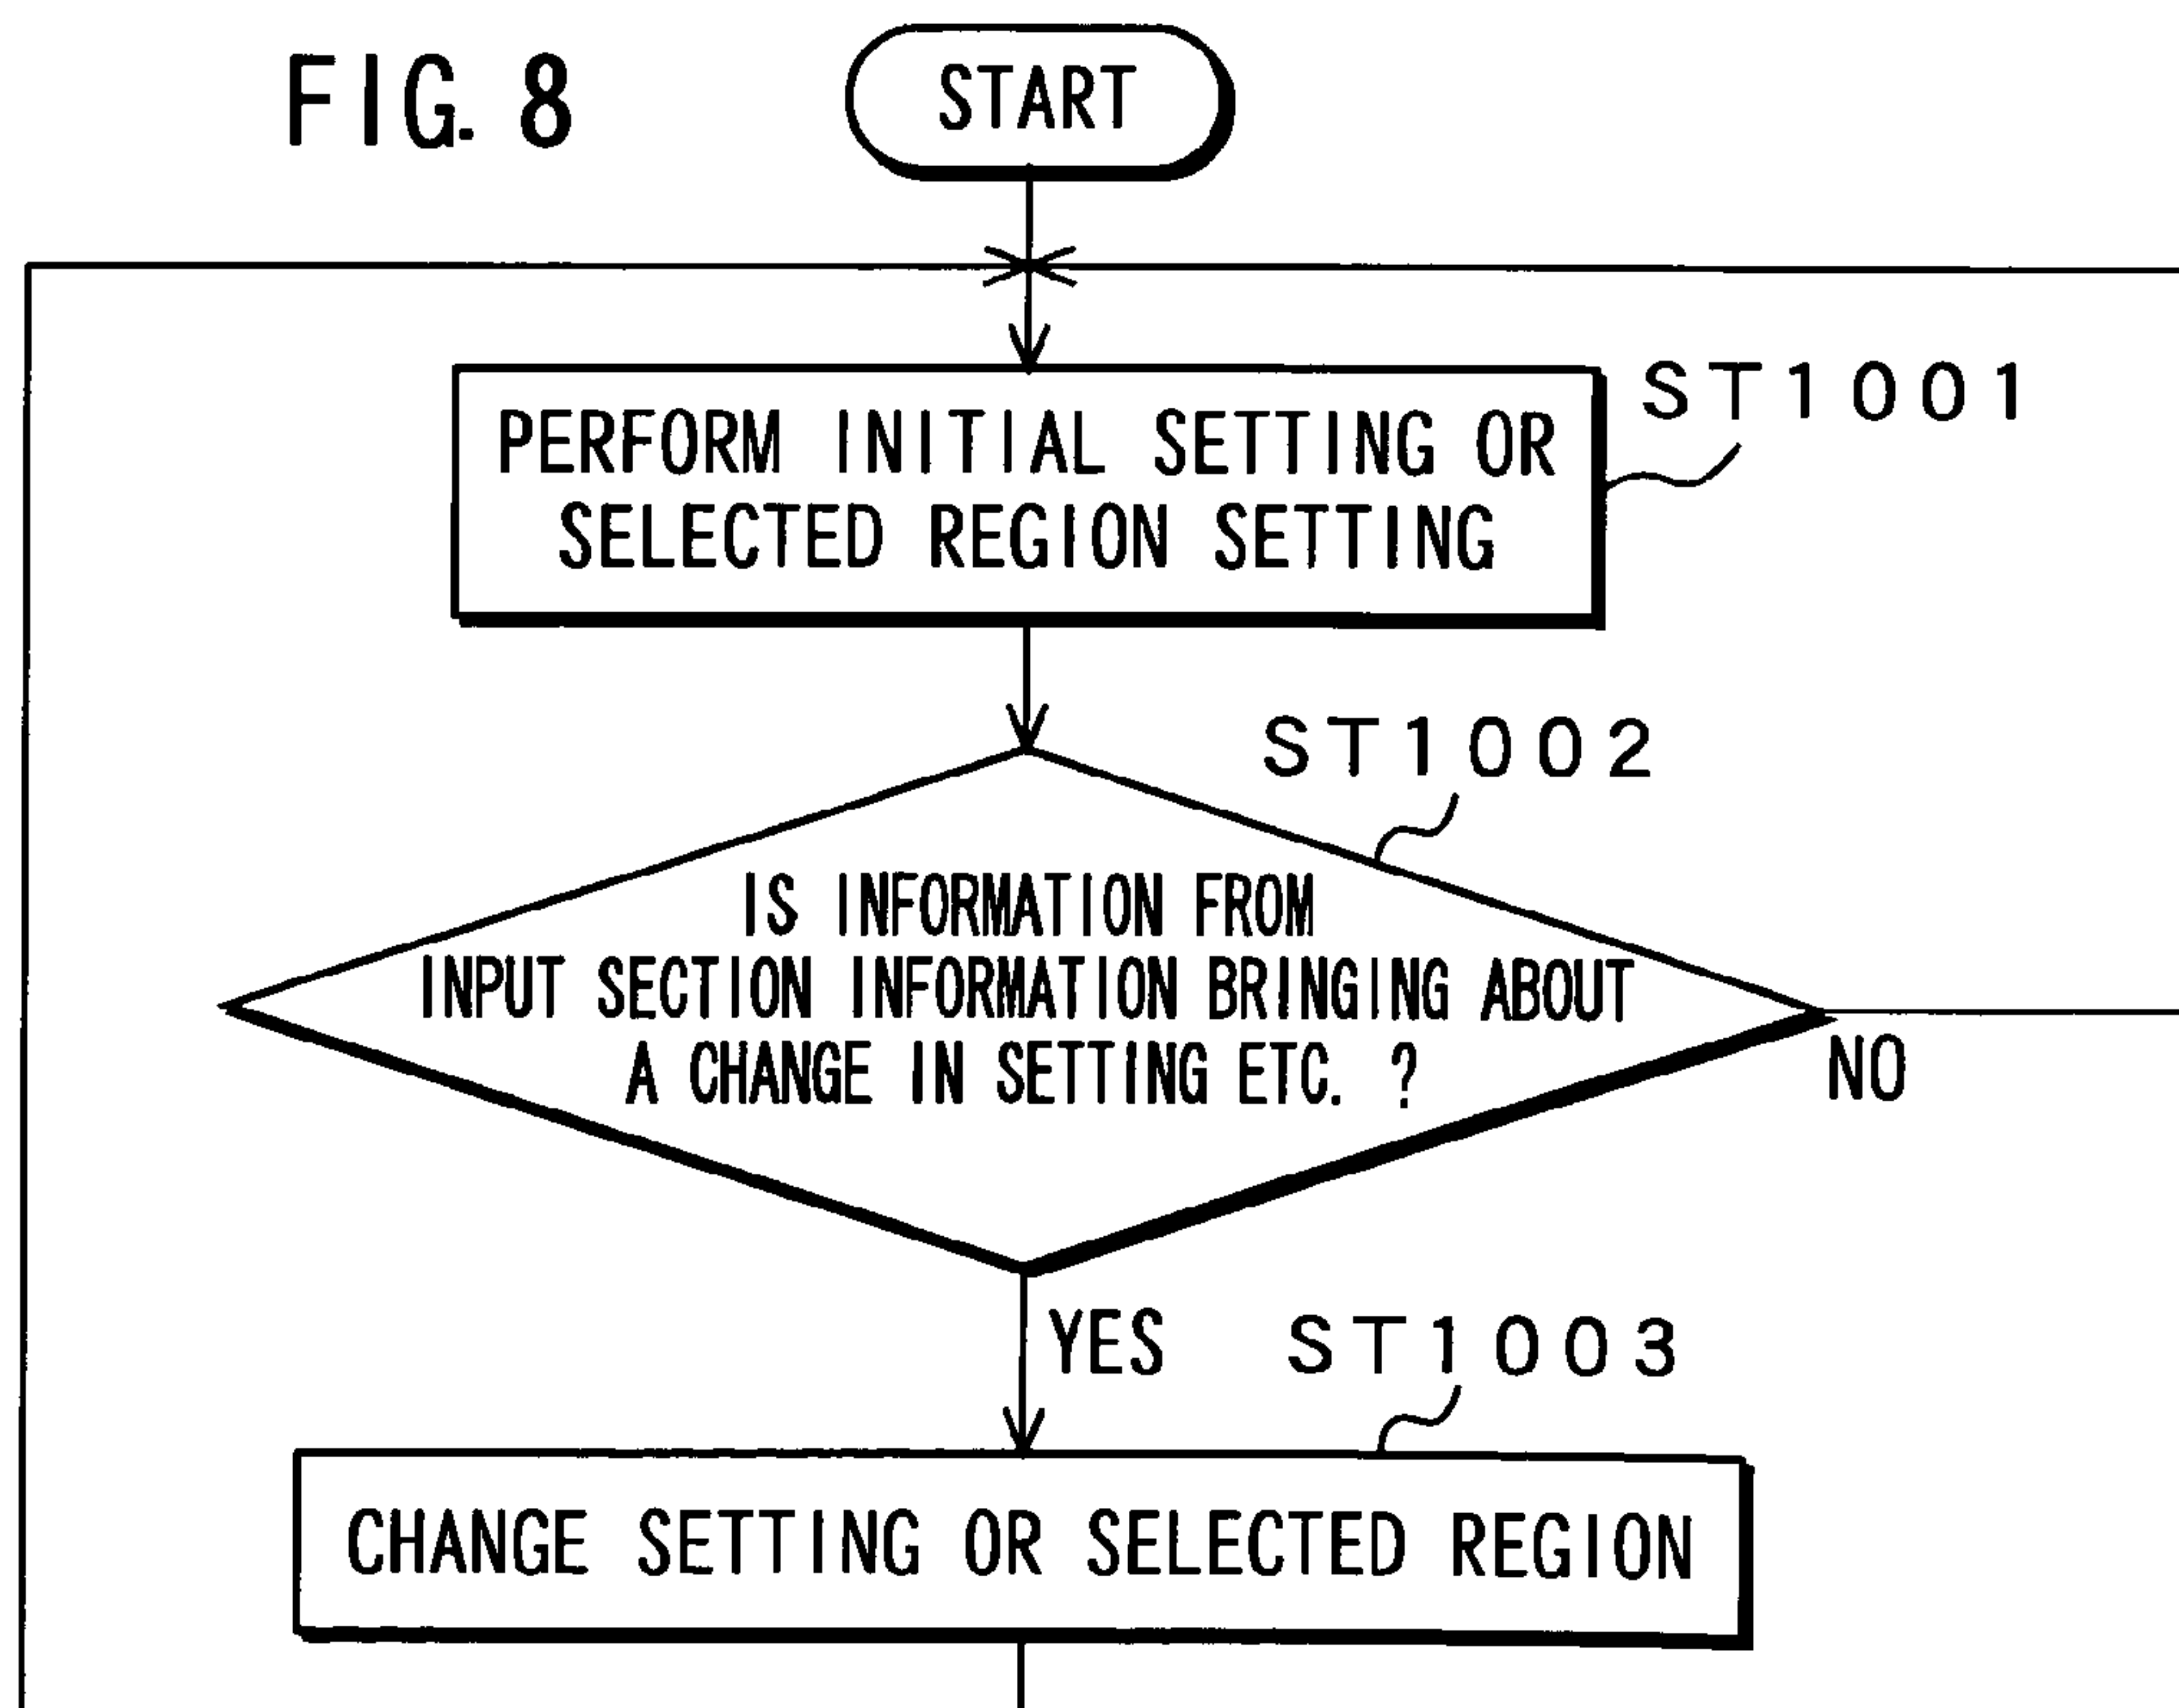 FIG. 8
START
ST1001
PERFORM INITIAL SETTING OR
SELECTED REGION SETTING
ST1002
IS INFORMATION FROM
INPUT SECTION INFORMATION BRINGING ABOUT
A CHANGE IN SETTING ETC. ?
NO
YES
ST1003
CHANGE SETTING OR SELECTED REGION